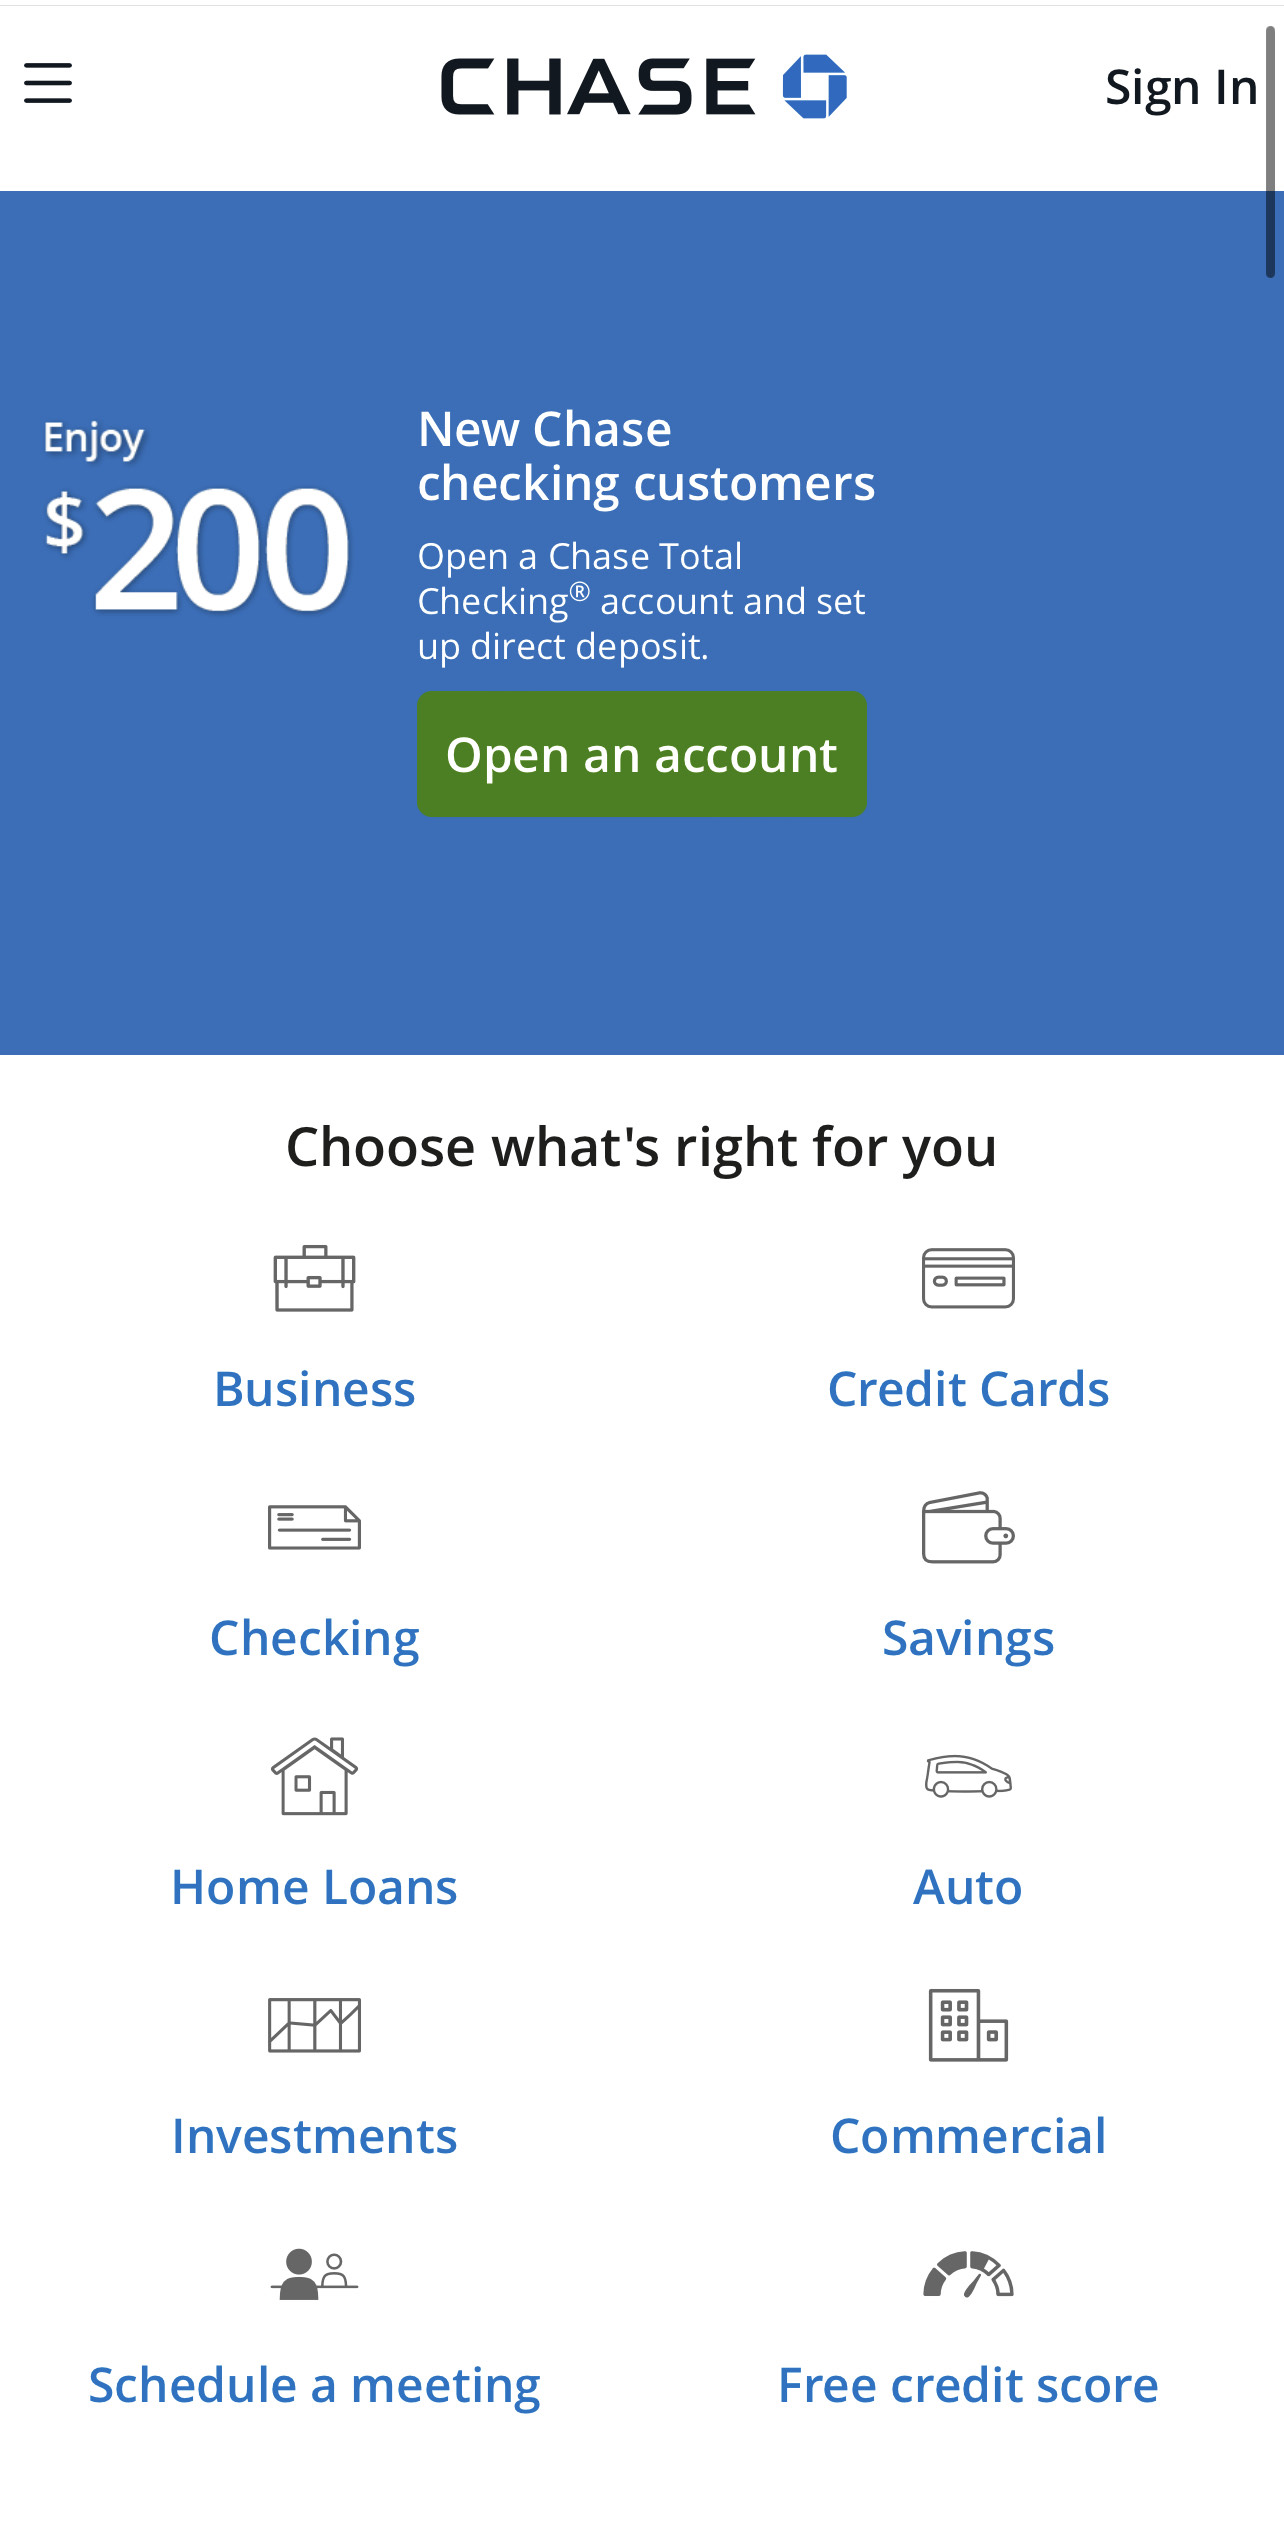 CHASE
Sign In
Enjoy
$200
New Chase
checking customers
Open a Chase Total
Checking® account and set
up direct deposit.
Open an account
Choose what's right for you
Business
Credit Cards
Checking
Savings
Home Loans
Auto
Investments
Commercial
Schedule a meeting
Free credit score